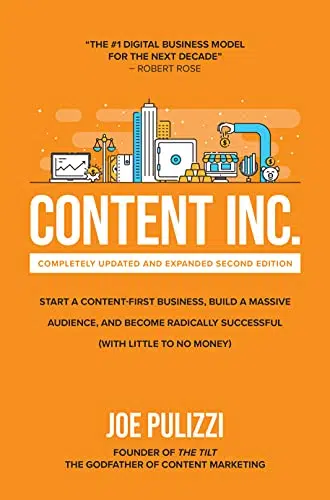 “THE #1 DIGITAL BUSINESS MODEL
FOR THE NEXT DECADE”
– ROBERT ROSE
CONTENT INC.
COMPLETELY UPDATED AND EXPANDED SECOND EDITION
START A CONTENT-FIRST BUSINESS, BUILD A MASSIVE
AUDIENCE, AND BECOME RADICALLY SUCCESSFUL
(WITH LITTLE TO NO MONEY)
JOE PULIZZI
FOUNDER OF THE TILT
THE GODFATHER OF CONTENT MARKETING